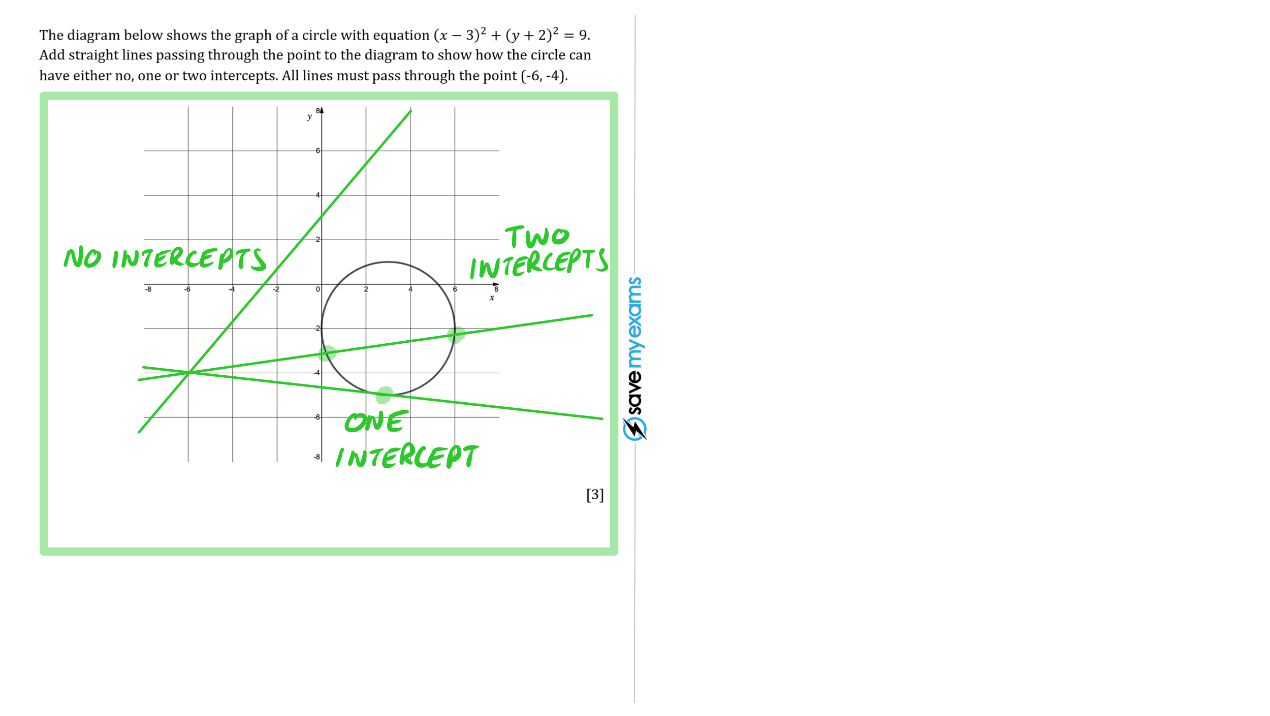 The diagram below shows the graph of a circle with equation (x − 3)² + (y + 2)² = 9.
Add straight lines passing through the point to the diagram to show how the circle can
have either no, one or two intercepts. All lines must pass through the point (-6, -4).
y 8
6
4
2
NO INTERCEPTS
TWO
INTERCEPTS
-8 -6 -4 -2 0 2 4 6 8
x
-2
-4
-6
-8
ONE
INTERCEPT
[3]
savemyexams